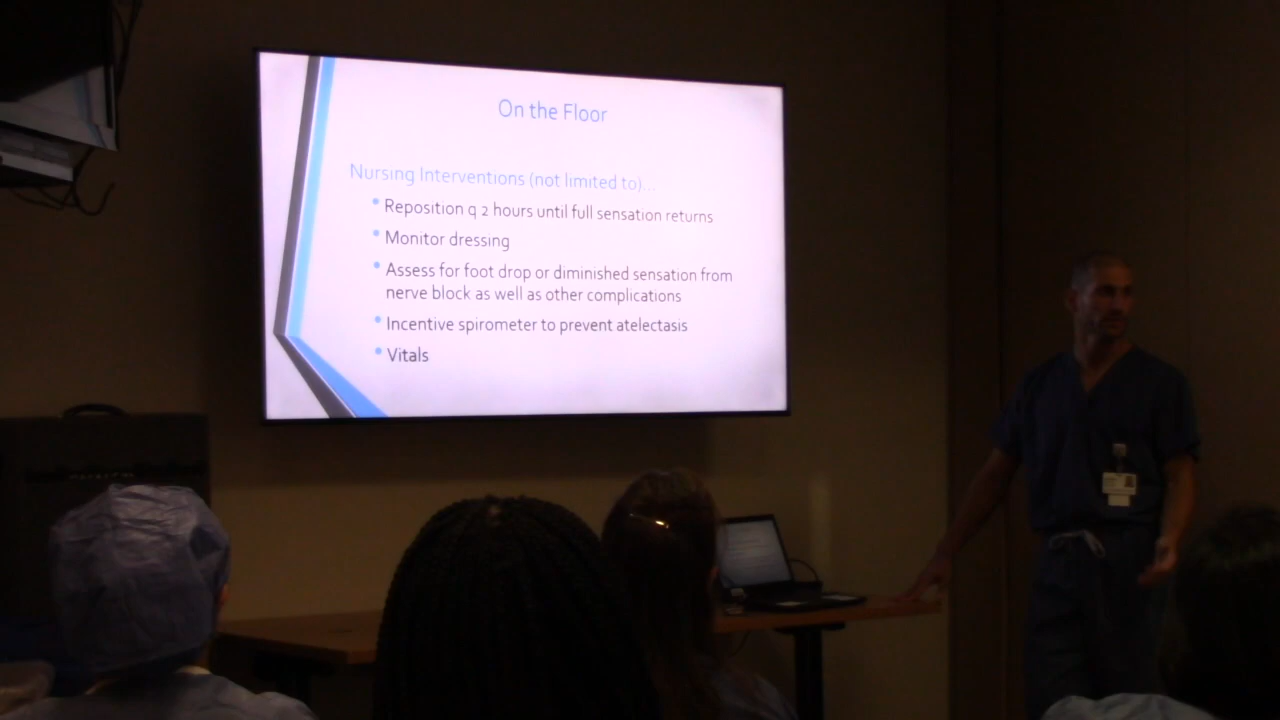 On the Floor
Nursing Interventions (not limited to)...
Reposition q 2 hours until full sensation returns
Monitor dressing
Assess for foot drop or diminished sensation from
nerve block as well as other complications
Incentive spirometer to prevent atelectasis
Vitals